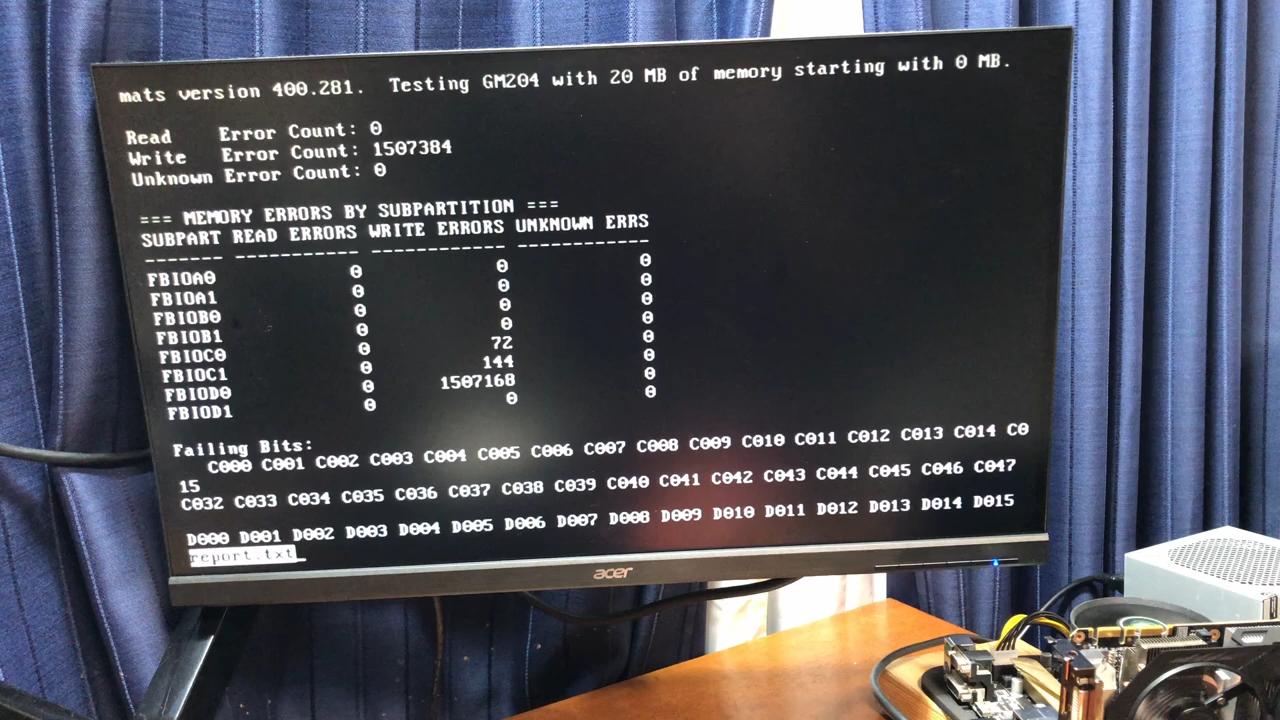 mats version 400.281. Testing GM204 with 20 MB of memory starting with 0 MB.
Read Error Count: 0
Write Error Count: 1507384
Unknown Error Count: 0
=== MEMORY ERRORS BY SUBPARTITION ===
SUBPART READ ERRORS WRITE ERRORS UNKNOWN ERRS
------- ----------- ------------ ------------
FBIOA0 0 0 0
FBIOA1 0 0 0
FBIOB0 0 0 0
FBIOB1 0 0 0
FBIOC0 0 72 0
FBIOC1 0 144 0
FBIOD0 0 1507168 0
FBIOD1 0 0 0
Failing Bits:
C000 C001 C002 C003 C004 C005 C006 C007 C008 C009 C010 C011 C012 C013 C014 C0
15
C032 C033 C034 C035 C036 C037 C038 C039 C040 C041 C042 C043 C044 C045 C046 C047
D000 D001 D002 D003 D004 D005 D006 D007 D008 D009 D010 D011 D012 D013 D014 D015
report.txt
acer